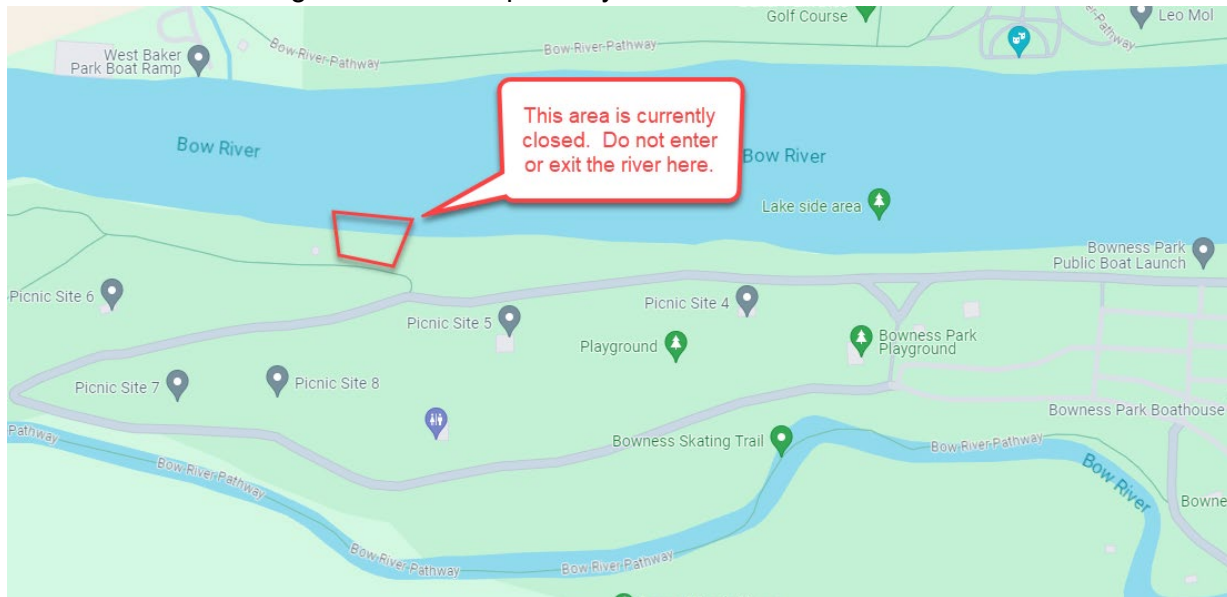 Golf Course
Leo Mol
West Baker
Park Boat Ramp
Bow River Pathway
Bow River Pathway
Pathway
This area is currently
closed. Do not enter
or exit the river here.
Bow River
Bow River
Lake side area
Bowness Park
Public Boat Launch
Picnic Site 6
Picnic Site 5
Picnic Site 4
Playground
Bowness Park
Playground
Picnic Site 7
Picnic Site 8
Bowness Park Boathouse
Pathway
Bow River Pathway
Bowness Skating Trail
Bow River Pathway
Bow River
Bowne
Bow River Pathway
Bow River Pathway